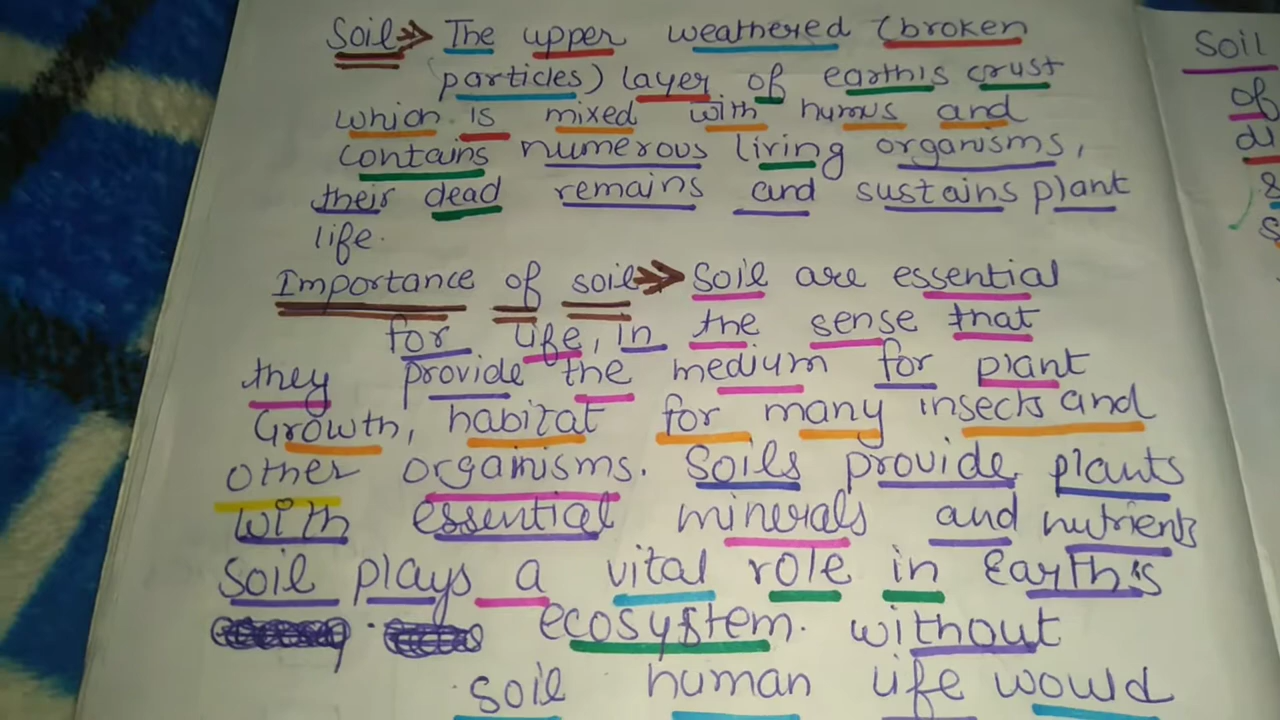 Soil → The upper weathered (broken
particles) layer of earth's crust
which is mixed with humus and
contains numerous living organisms,
their dead remains and sustains plant
life.
Importance of soil → Soil are essential
for life, in the sense that
they provide the medium for plant
Growth, habitat for many insects and
other organisms. Soils provide plants
with essential minerals and nutrients
Soil plays a vital role in Earth's
ecosystem. without
soil human life would
Soil
of